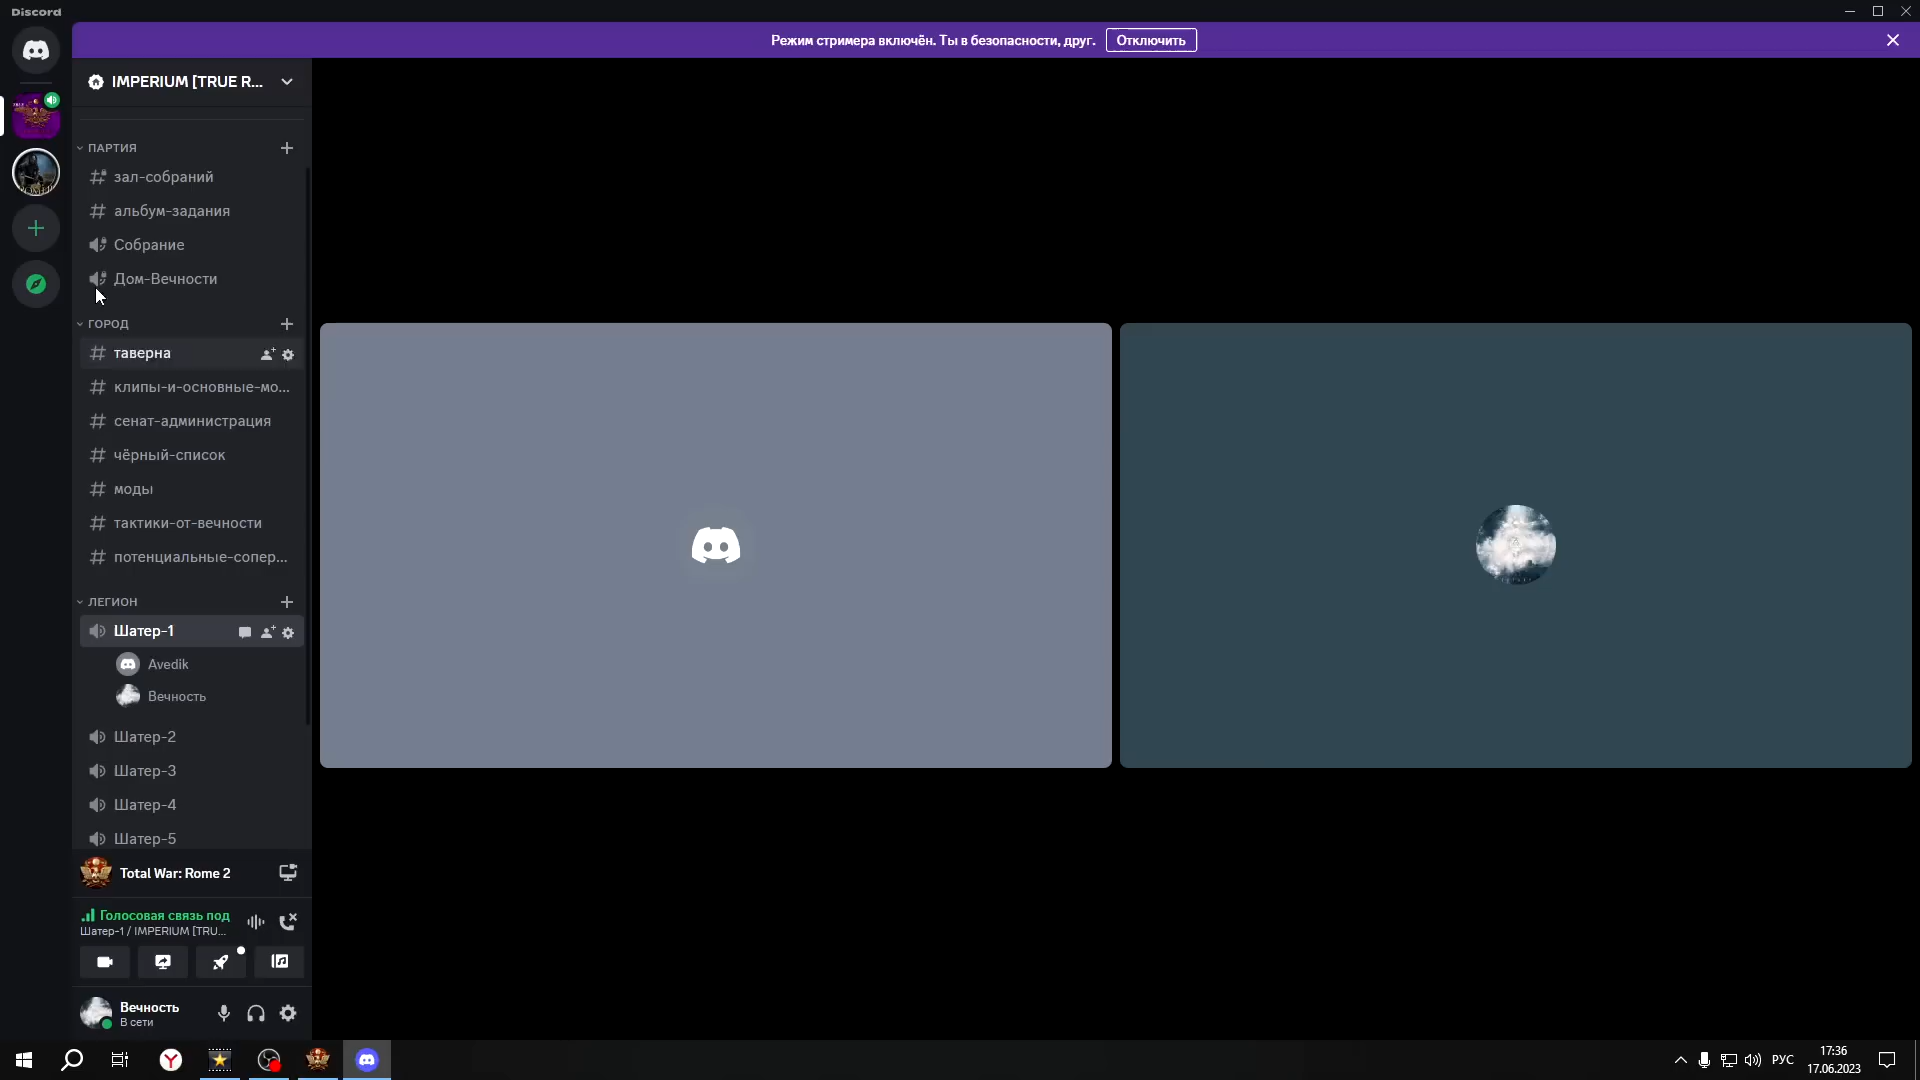 Discord
Режим стримера включён. Ты в безопасности, друг.
Отключить
IMPERIUM [TRUE R...
ПАРТИЯ
зал-собраний
альбум-задания
Собрание
Дом-Вечности
ГОРОД
таверна
клипы-и-основные-мо...
сенат-администрация
чёрный-список
моды
тактики-от-вечности
потенциальные-сопер...
ЛЕГИОН
Шатер-1
Avedik
Вечность
Шатер-2
Шатер-3
Шатер-4
Шатер-5
Total War: Rome 2
Голосовая связь под
Шатер-1 / IMPERIUM [TRU...
Вечность
В сети
РУС
17:36
17.06.2023